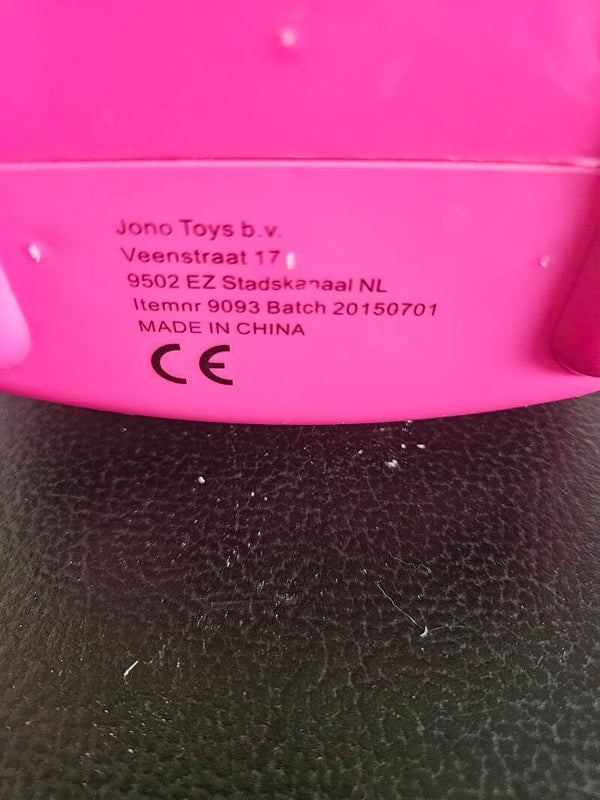 Jono Toys b.v.
Veenstraat 17
9502 EZ Stadskanaal NL
Itemnr 9093 Batch 20150701
MADE IN CHINA
CE